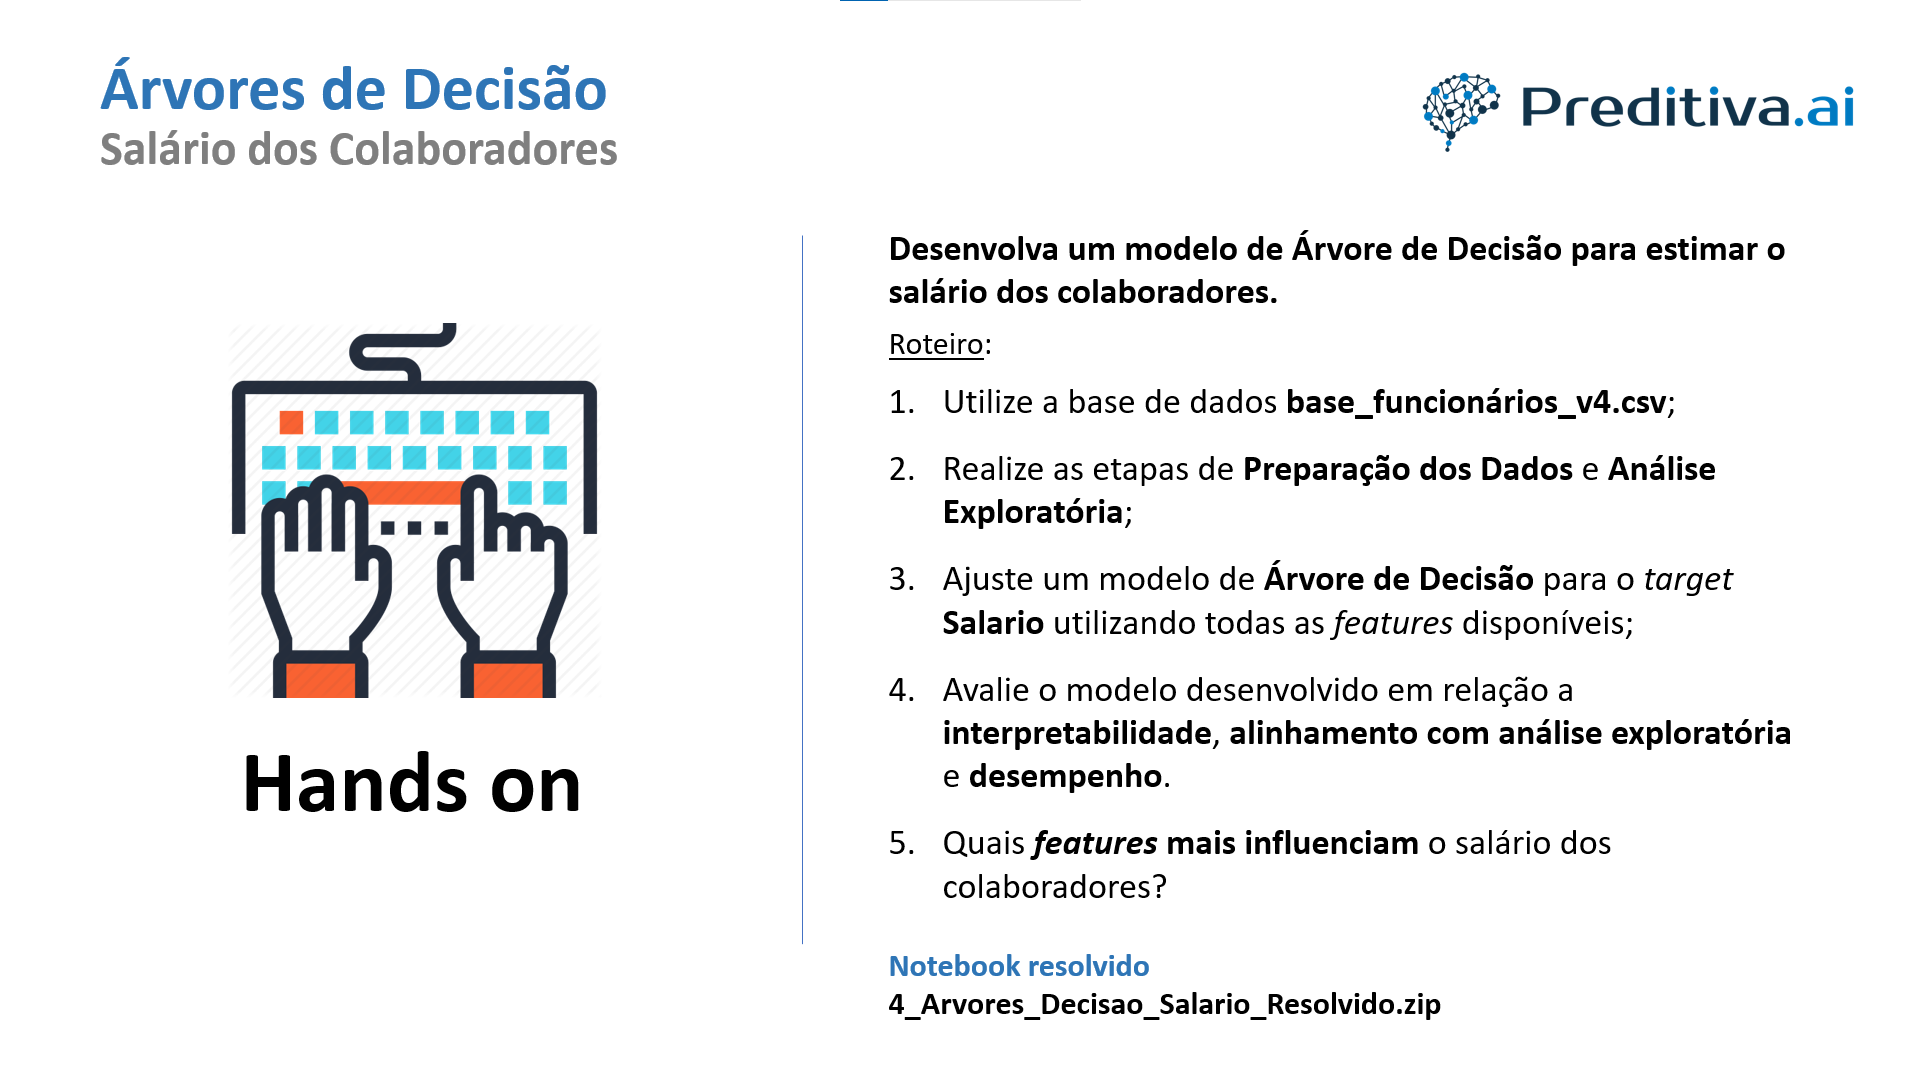 Árvores de Decisão
Salário dos Colaboradores
Preditiva.ai
Hands on
Desenvolva um modelo de Árvore de Decisão para estimar o
salário dos colaboradores.
Roteiro:
1. Utilize a base de dados base_funcionários_v4.csv;
2. Realize as etapas de Preparação dos Dados e Análise
Exploratória;
3. Ajuste um modelo de Árvore de Decisão para o target
Salario utilizando todas as features disponíveis;
4. Avalie o modelo desenvolvido em relação a
interpretabilidade, alinhamento com análise exploratória
e desempenho.
5. Quais features mais influenciam o salário dos
colaboradores?
Notebook resolvido
4_Arvores_Decisao_Salario_Resolvido.zip